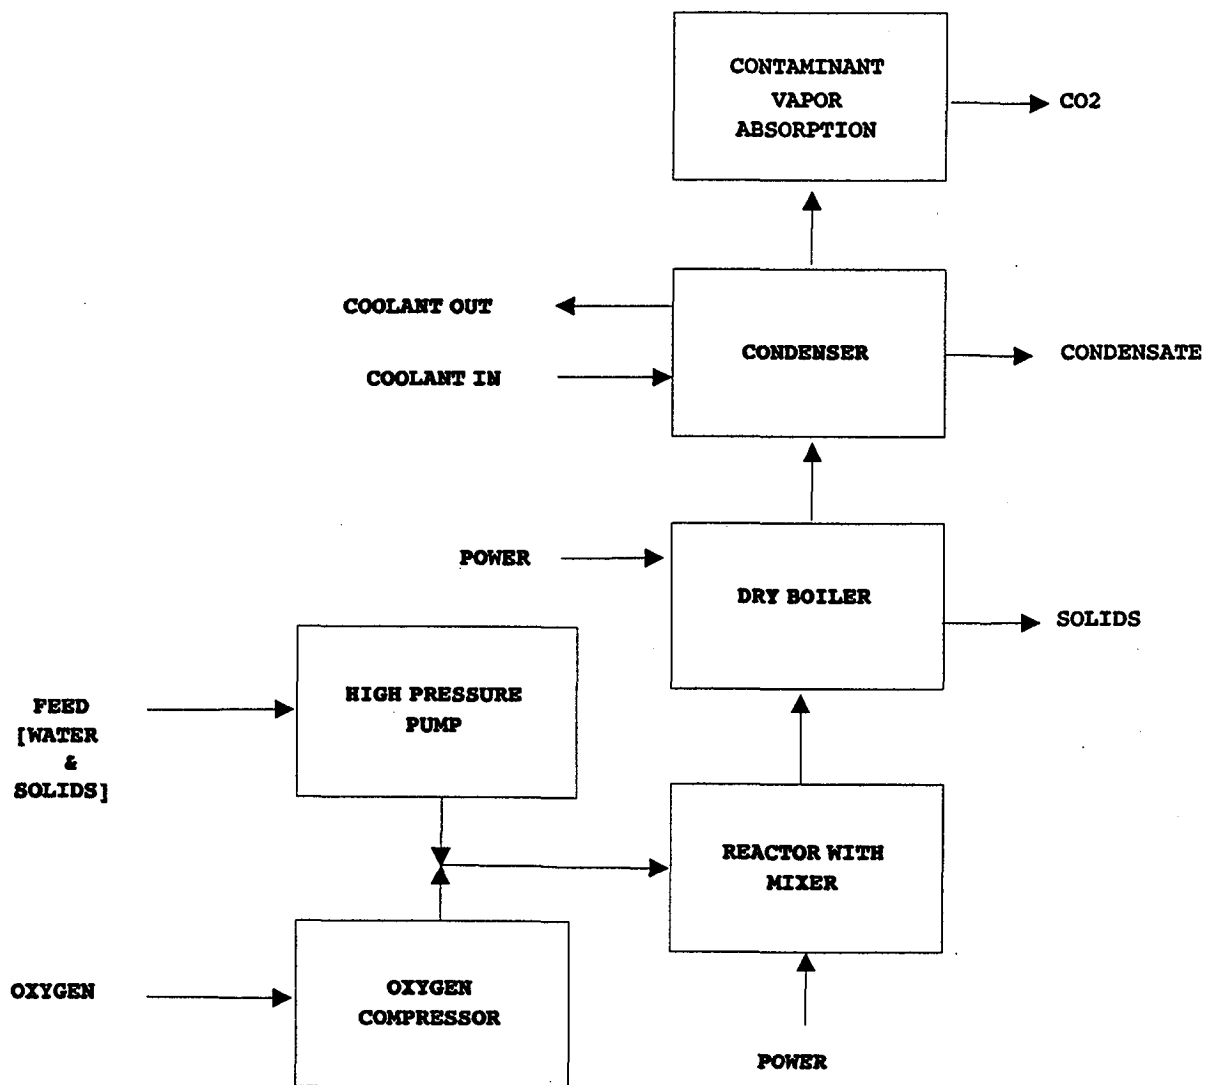 CONTAMINANT
VAPOR
ABSORPTION
CO2
COOLANT OUT
COOLANT IN
CONDENSER
CONDENSATE
POWER
DRY BOILER
SOLIDS
HIGH PRESSURE
PUMP
FEED
[WATER
&
SOLIDS]
REACTOR WITH
MIXER
OXYGEN
OXYGEN
COMPRESSOR
POWER